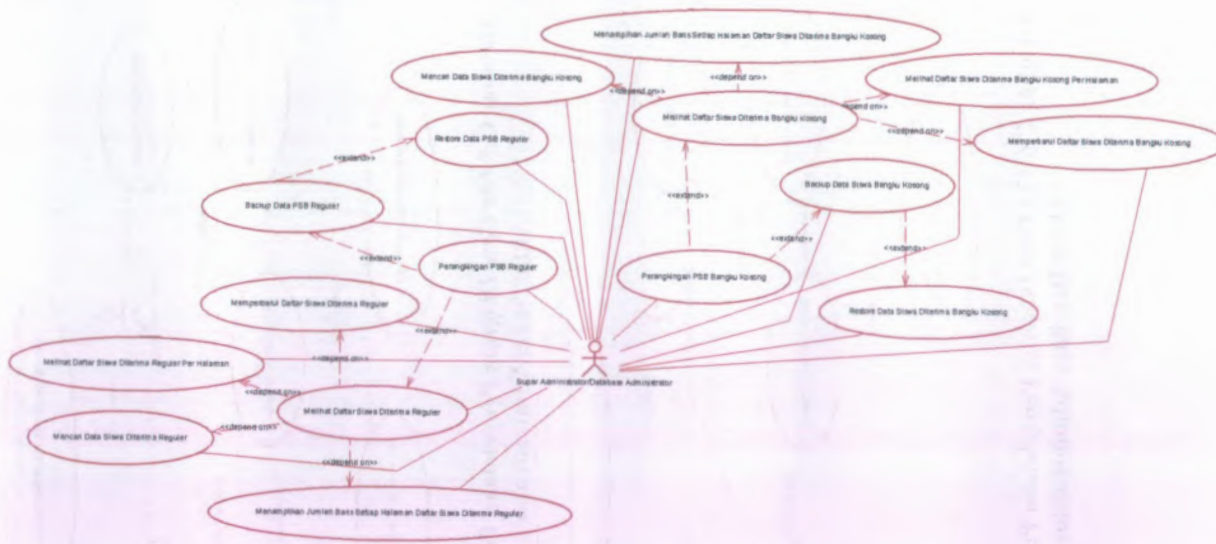 Menampilkan Jumlah Baris Setiap Halaman Daftar Siswa Diterima Bangku Kosong
<<depend on>>
Mencari Data Siswa Diterima Bangku Kosong
<<depend on>>
Melihat Daftar Siswa Diterima Bangku Kosong Per Halaman
<<depend on>>
Melihat Daftar Siswa Diterima Bangku Kosong
<<depend on>>
Memperbarui Daftar Siswa Diterima Bangku Kosong
Restore Data PSB Reguler
<<extend>>
Backup Data PSB Reguler
Backup Data Siswa Bangku Kosong
<<extend>>
<<extend>>
<<extend>>
<<extend>>
Perangkingan PSB Reguler
Perangkingan PSB Bangku Kosong
Memperbarui Daftar Siswa Diterima Reguler
<<extend>>
Restore Data Siswa Diterima Bangku Kosong
<<depend on>>
Melihat Daftar Siswa Diterima Reguler Per Halaman
Super Administrator/Database Administrator
<<depend on>>
Melihat Daftar Siswa Diterima Reguler
<<depend on>>
Mencari Data Siswa Diterima Reguler
<<depend on>>
Menampilkan Jumlah Baris Setiap Halaman Daftar Siswa Diterima Reguler